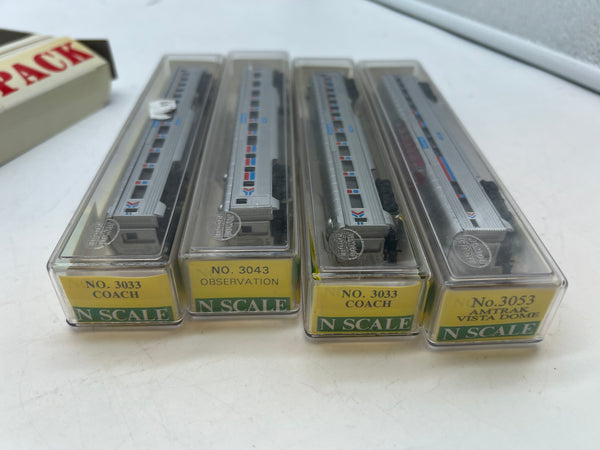 PACK
NO. 3033
COACH
N SCALE
NO. 3043
OBSERVATION
N SCALE
NO. 3033
COACH
N SCALE
No.3053
AMTRAK
VISTA DOME
N SCALE